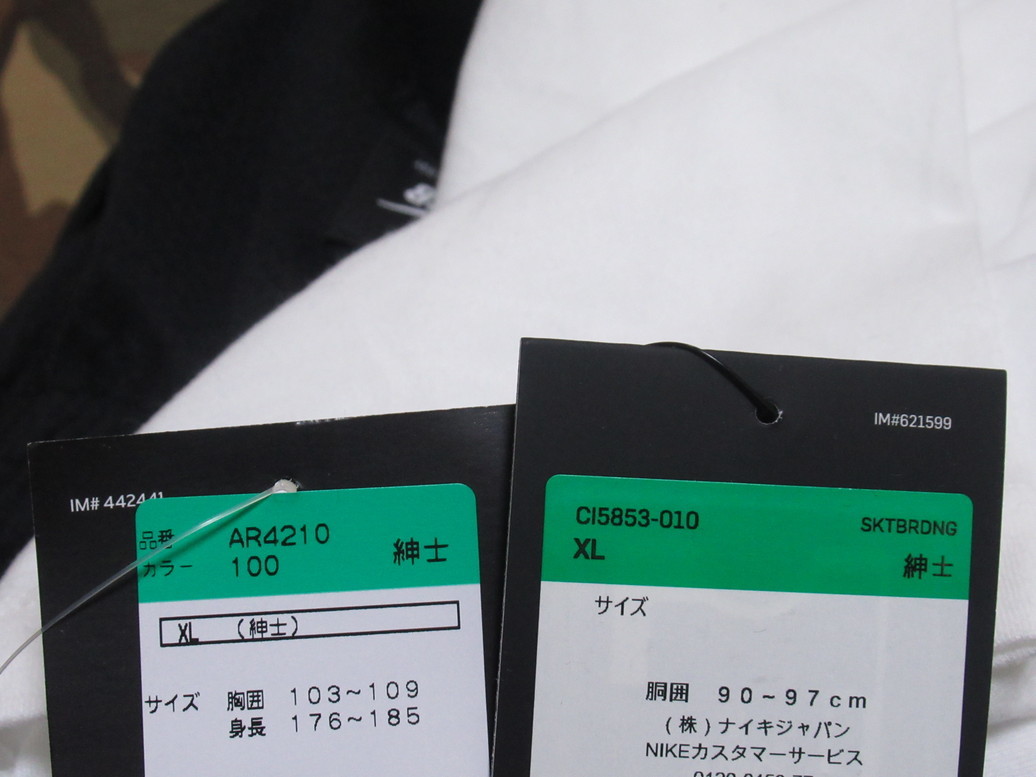 IM# 442441
品番 AR4210
カラー 100
紳士
XL (紳士)
サイズ 胸囲 103~109
身長 176~185
IM#621599
CI5853-010
SKTBRDNG
XL
紳士
サイズ
胴囲 90~97cm
(株)ナイキジャパン
NIKEカスタマーサービス